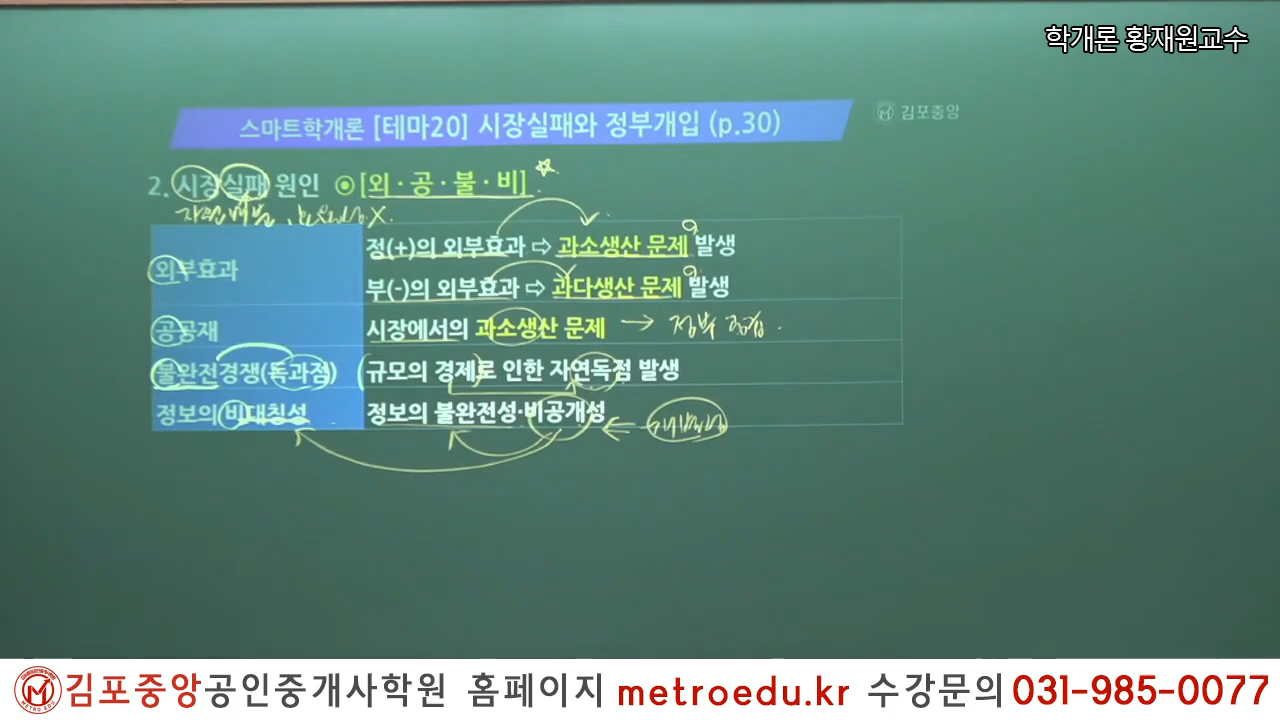 학개론 황재원교수
스마트학개론 [테마20] 시장실패와 정부개입 (p.30)
김포중앙
2. 시장실패 원인 ⊙ [외·공·불·비]
외부효과
정(+)의 외부효과 ⇨ 과소생산 문제 발생
부(-)의 외부효과 ⇨ 과다생산 문제 발생
공공재
시장에서의 과소생산 문제 → 정부
불완전경쟁(독과점)
규모의 경제로 인한 자연독점 발생
정보의 비대칭성
정보의 불완전성·비공개성
김포중앙공인중개사학원 홈페이지 metroedu.kr 수강문의 031-985-0077